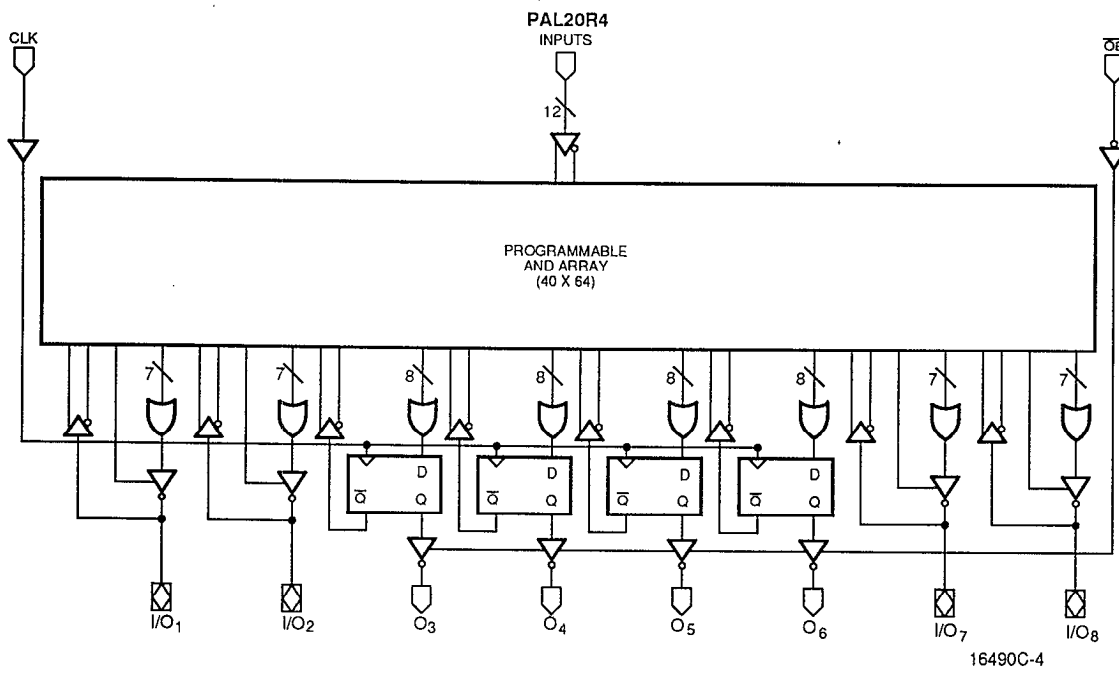 PAL20R4
INPUTS
CLK
OE
12
PROGRAMMABLE
AND ARRAY
(40 X 64)
7
7
8
8
8
8
7
7
D
Q̅
Q
D
Q̅
Q
D
Q̅
Q
D
Q̅
Q
I/O₁
I/O₂
O₃
O₄
O₅
O₆
I/O₇
I/O₈
16490C-4